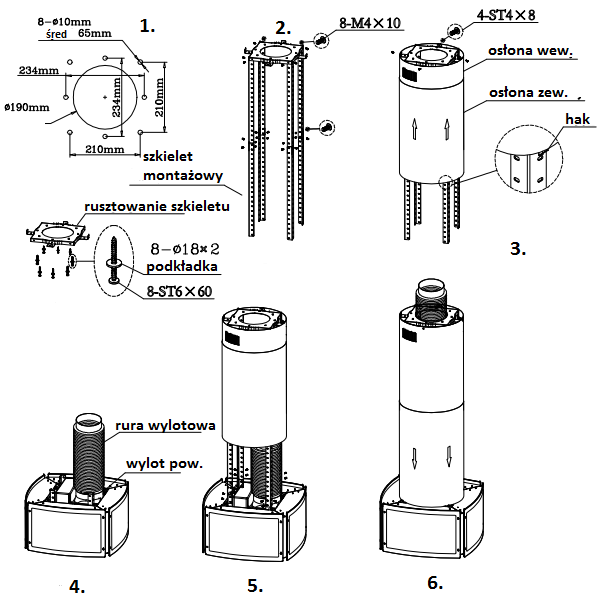 8-ø10mm
śred 65mm
1.
234mm
ø190mm
234mm
210mm
210mm
rusztowanie szkieletu
8-ø18×2
podkładka
8-ST6×60
2.
8-M4×10
szkielet
montażowy
4-ST4×8
osłona wew.
osłona zew.
hak
3.
rura wylotowa
wylot pow.
4.
5.
6.